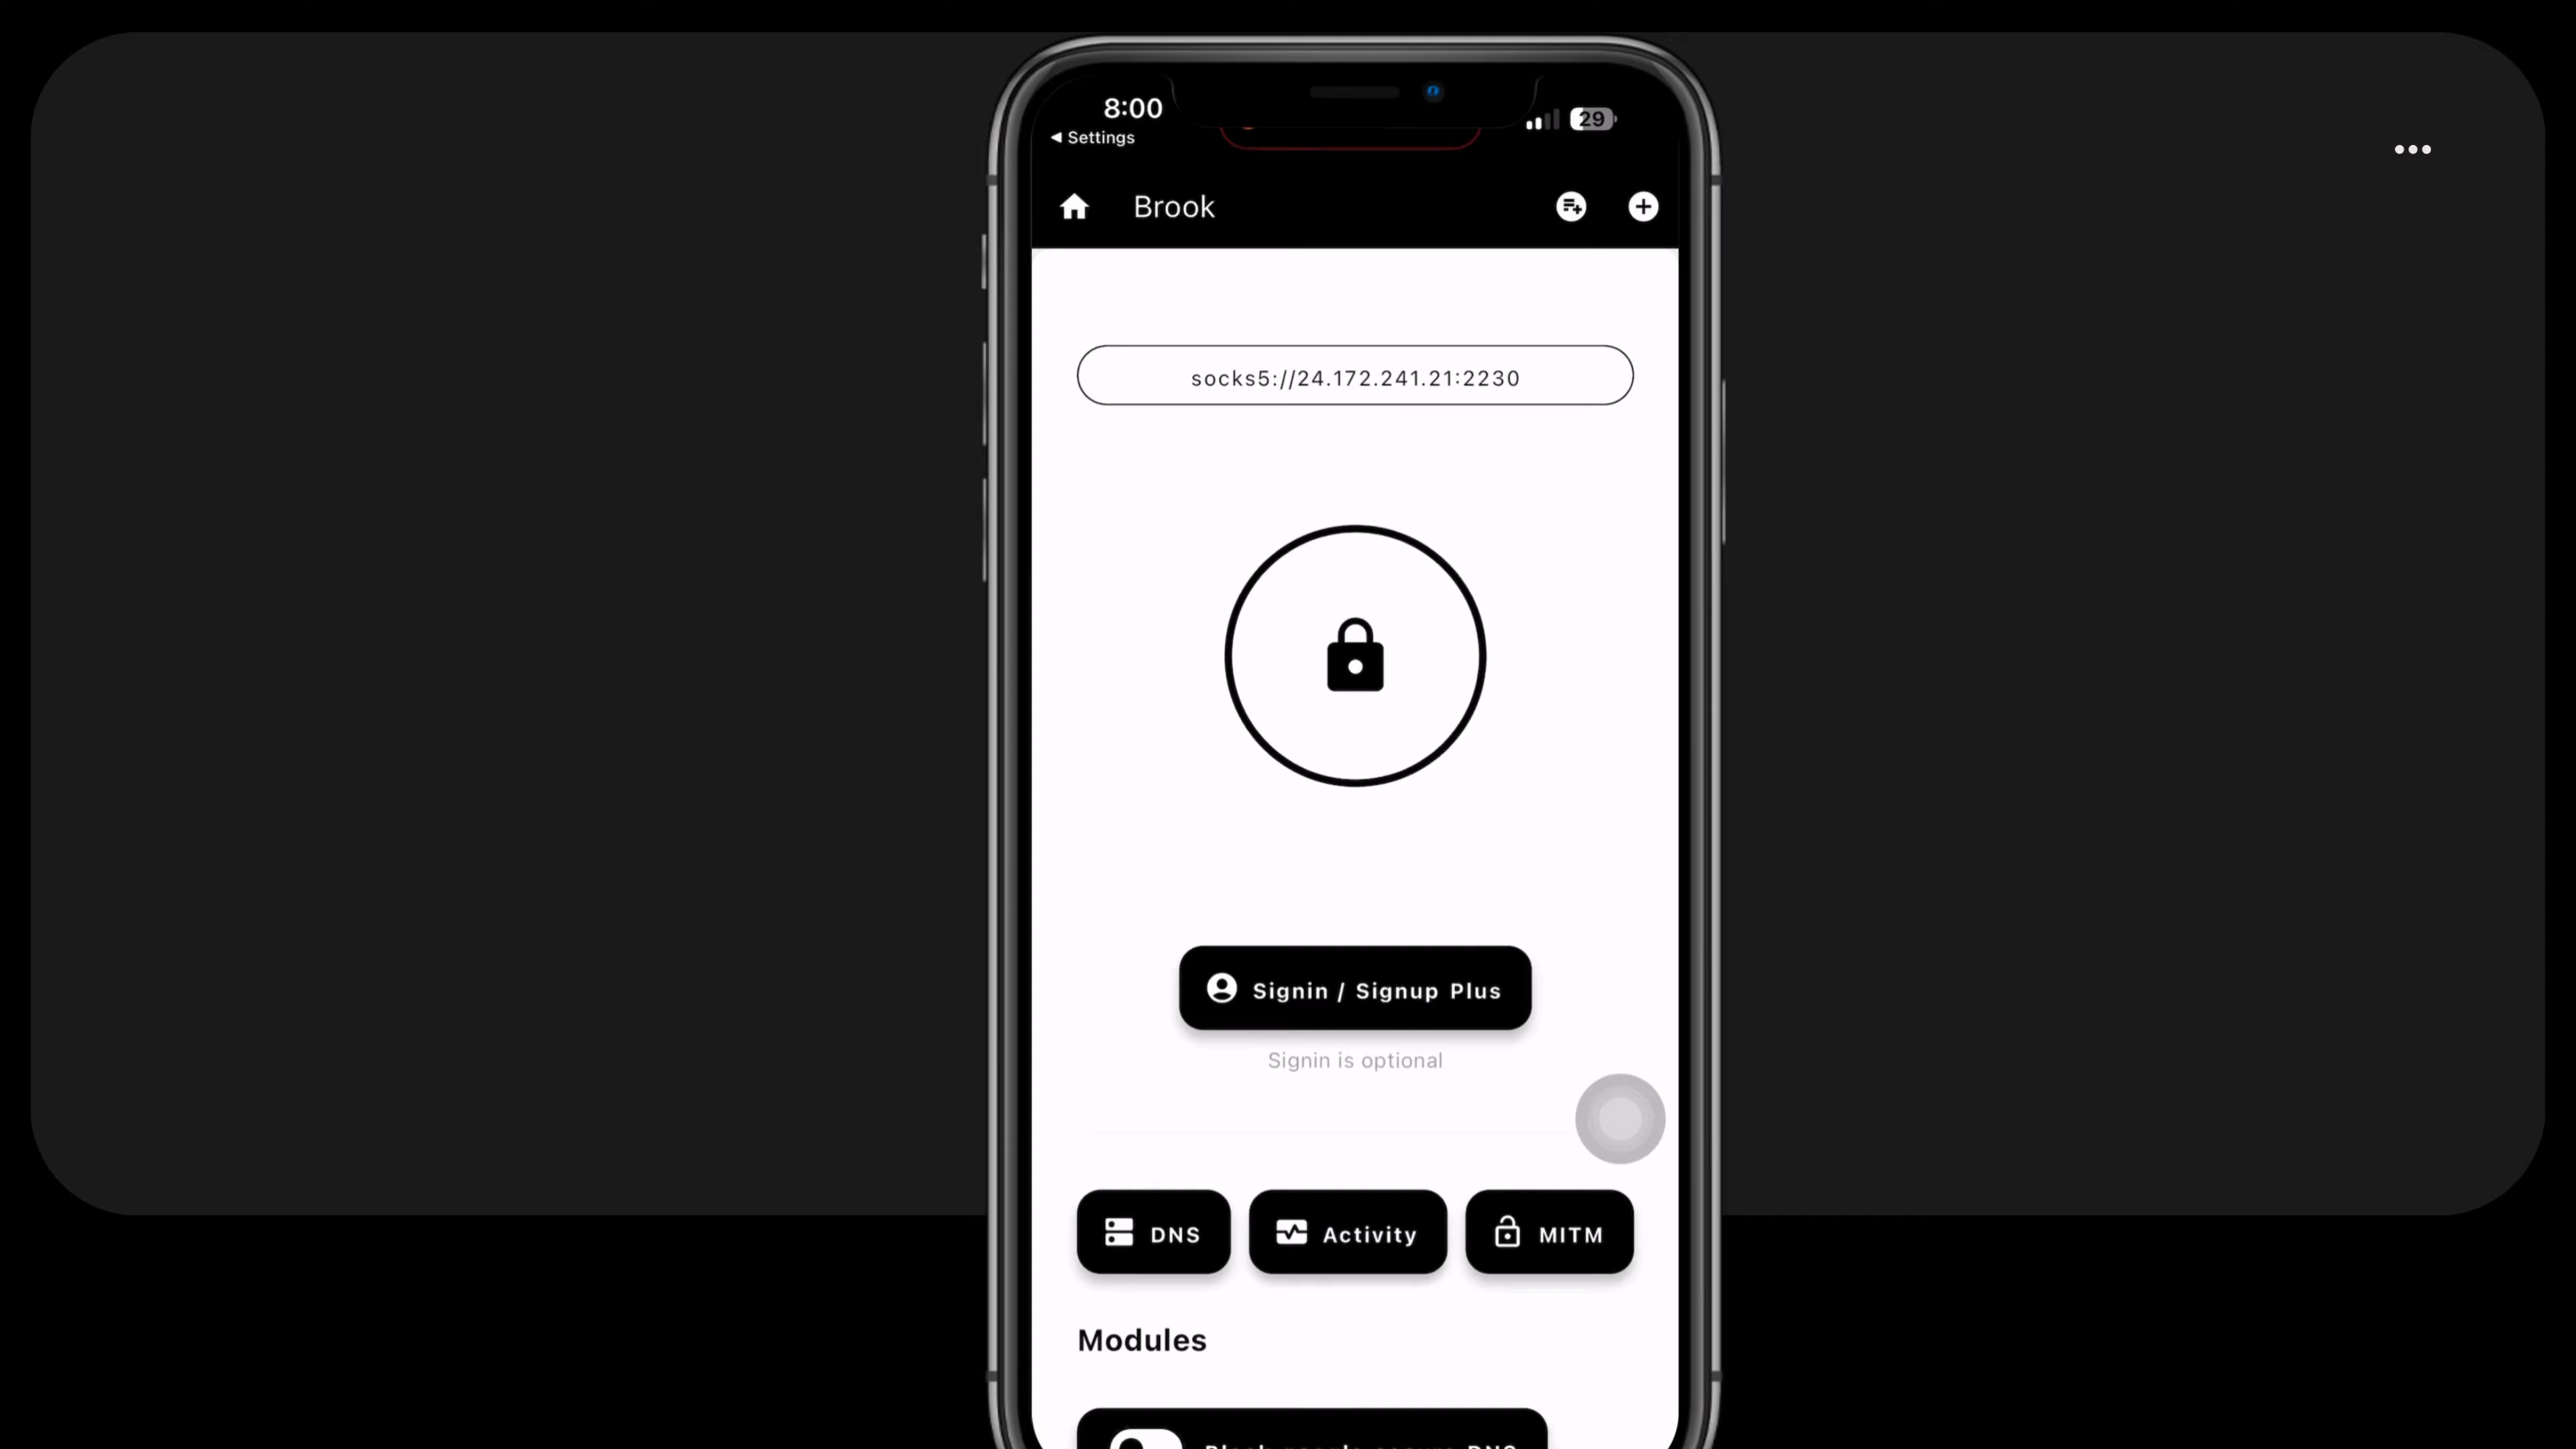 8:00
29
Settings
Brook
socks5://24.172.241.21:2230
Signin / Signup Plus
Signin is optional
DNS
Activity
MITM
Modules